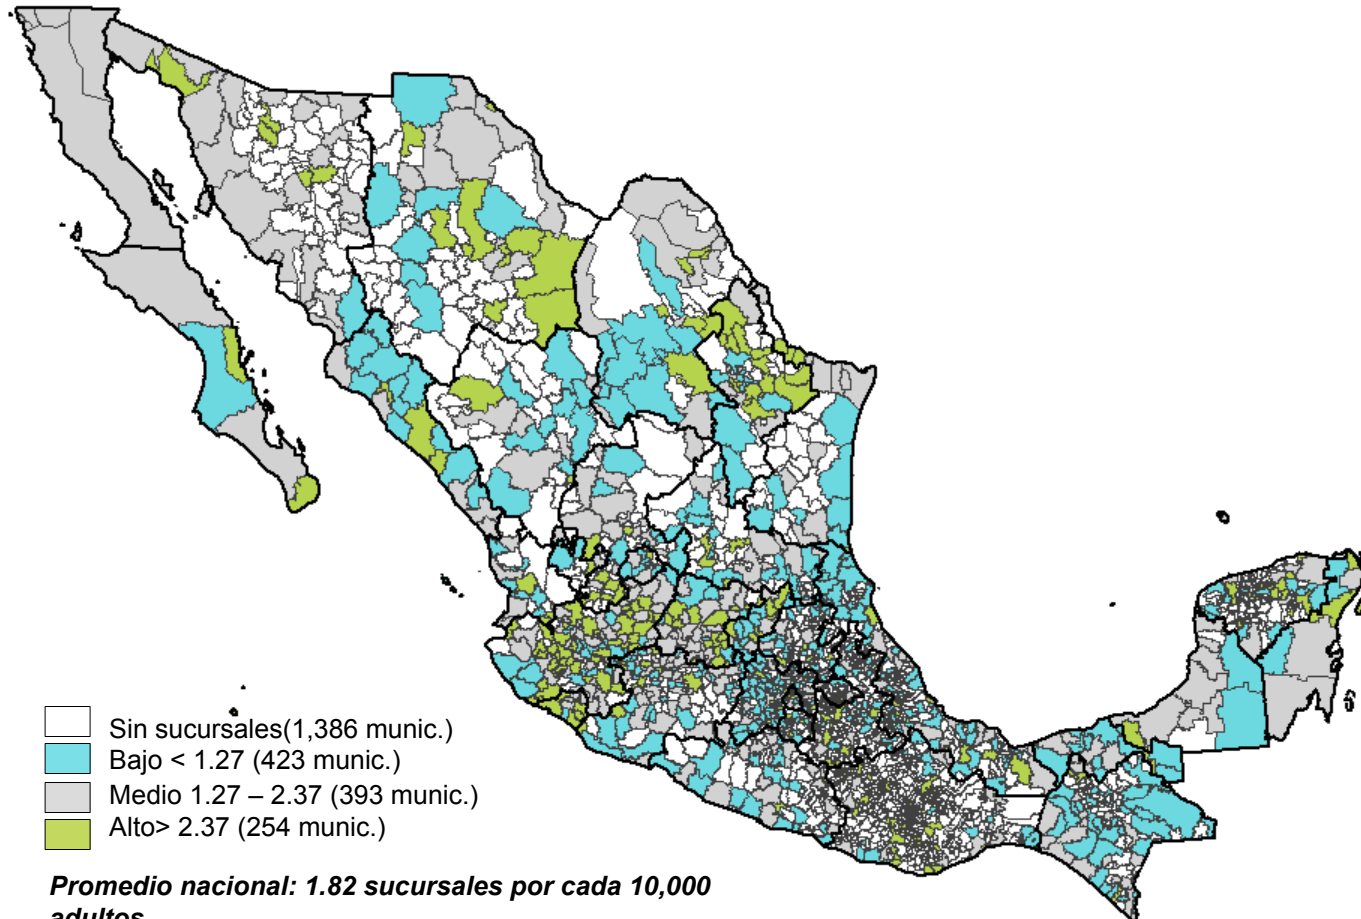 Sin sucursales(1,386 munic.)
Bajo < 1.27 (423 munic.)
Medio 1.27 – 2.37 (393 munic.)
Alto> 2.37 (254 munic.)
Promedio nacional: 1.82 sucursales por cada 10,000
adultos